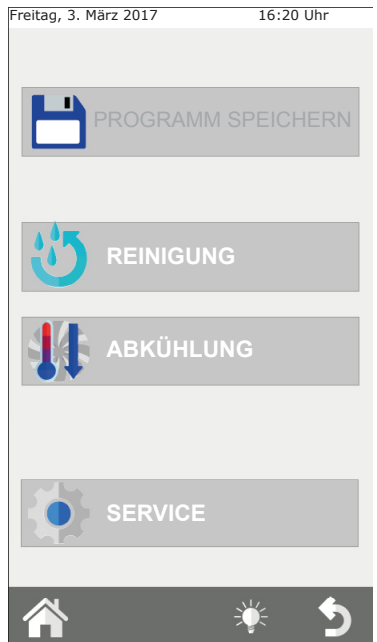 Freitag, 3. März 2017 16:20 Uhr
PROGRAMM SPEICHERN
REINIGUNG
ABKÜHLUNG
SERVICE